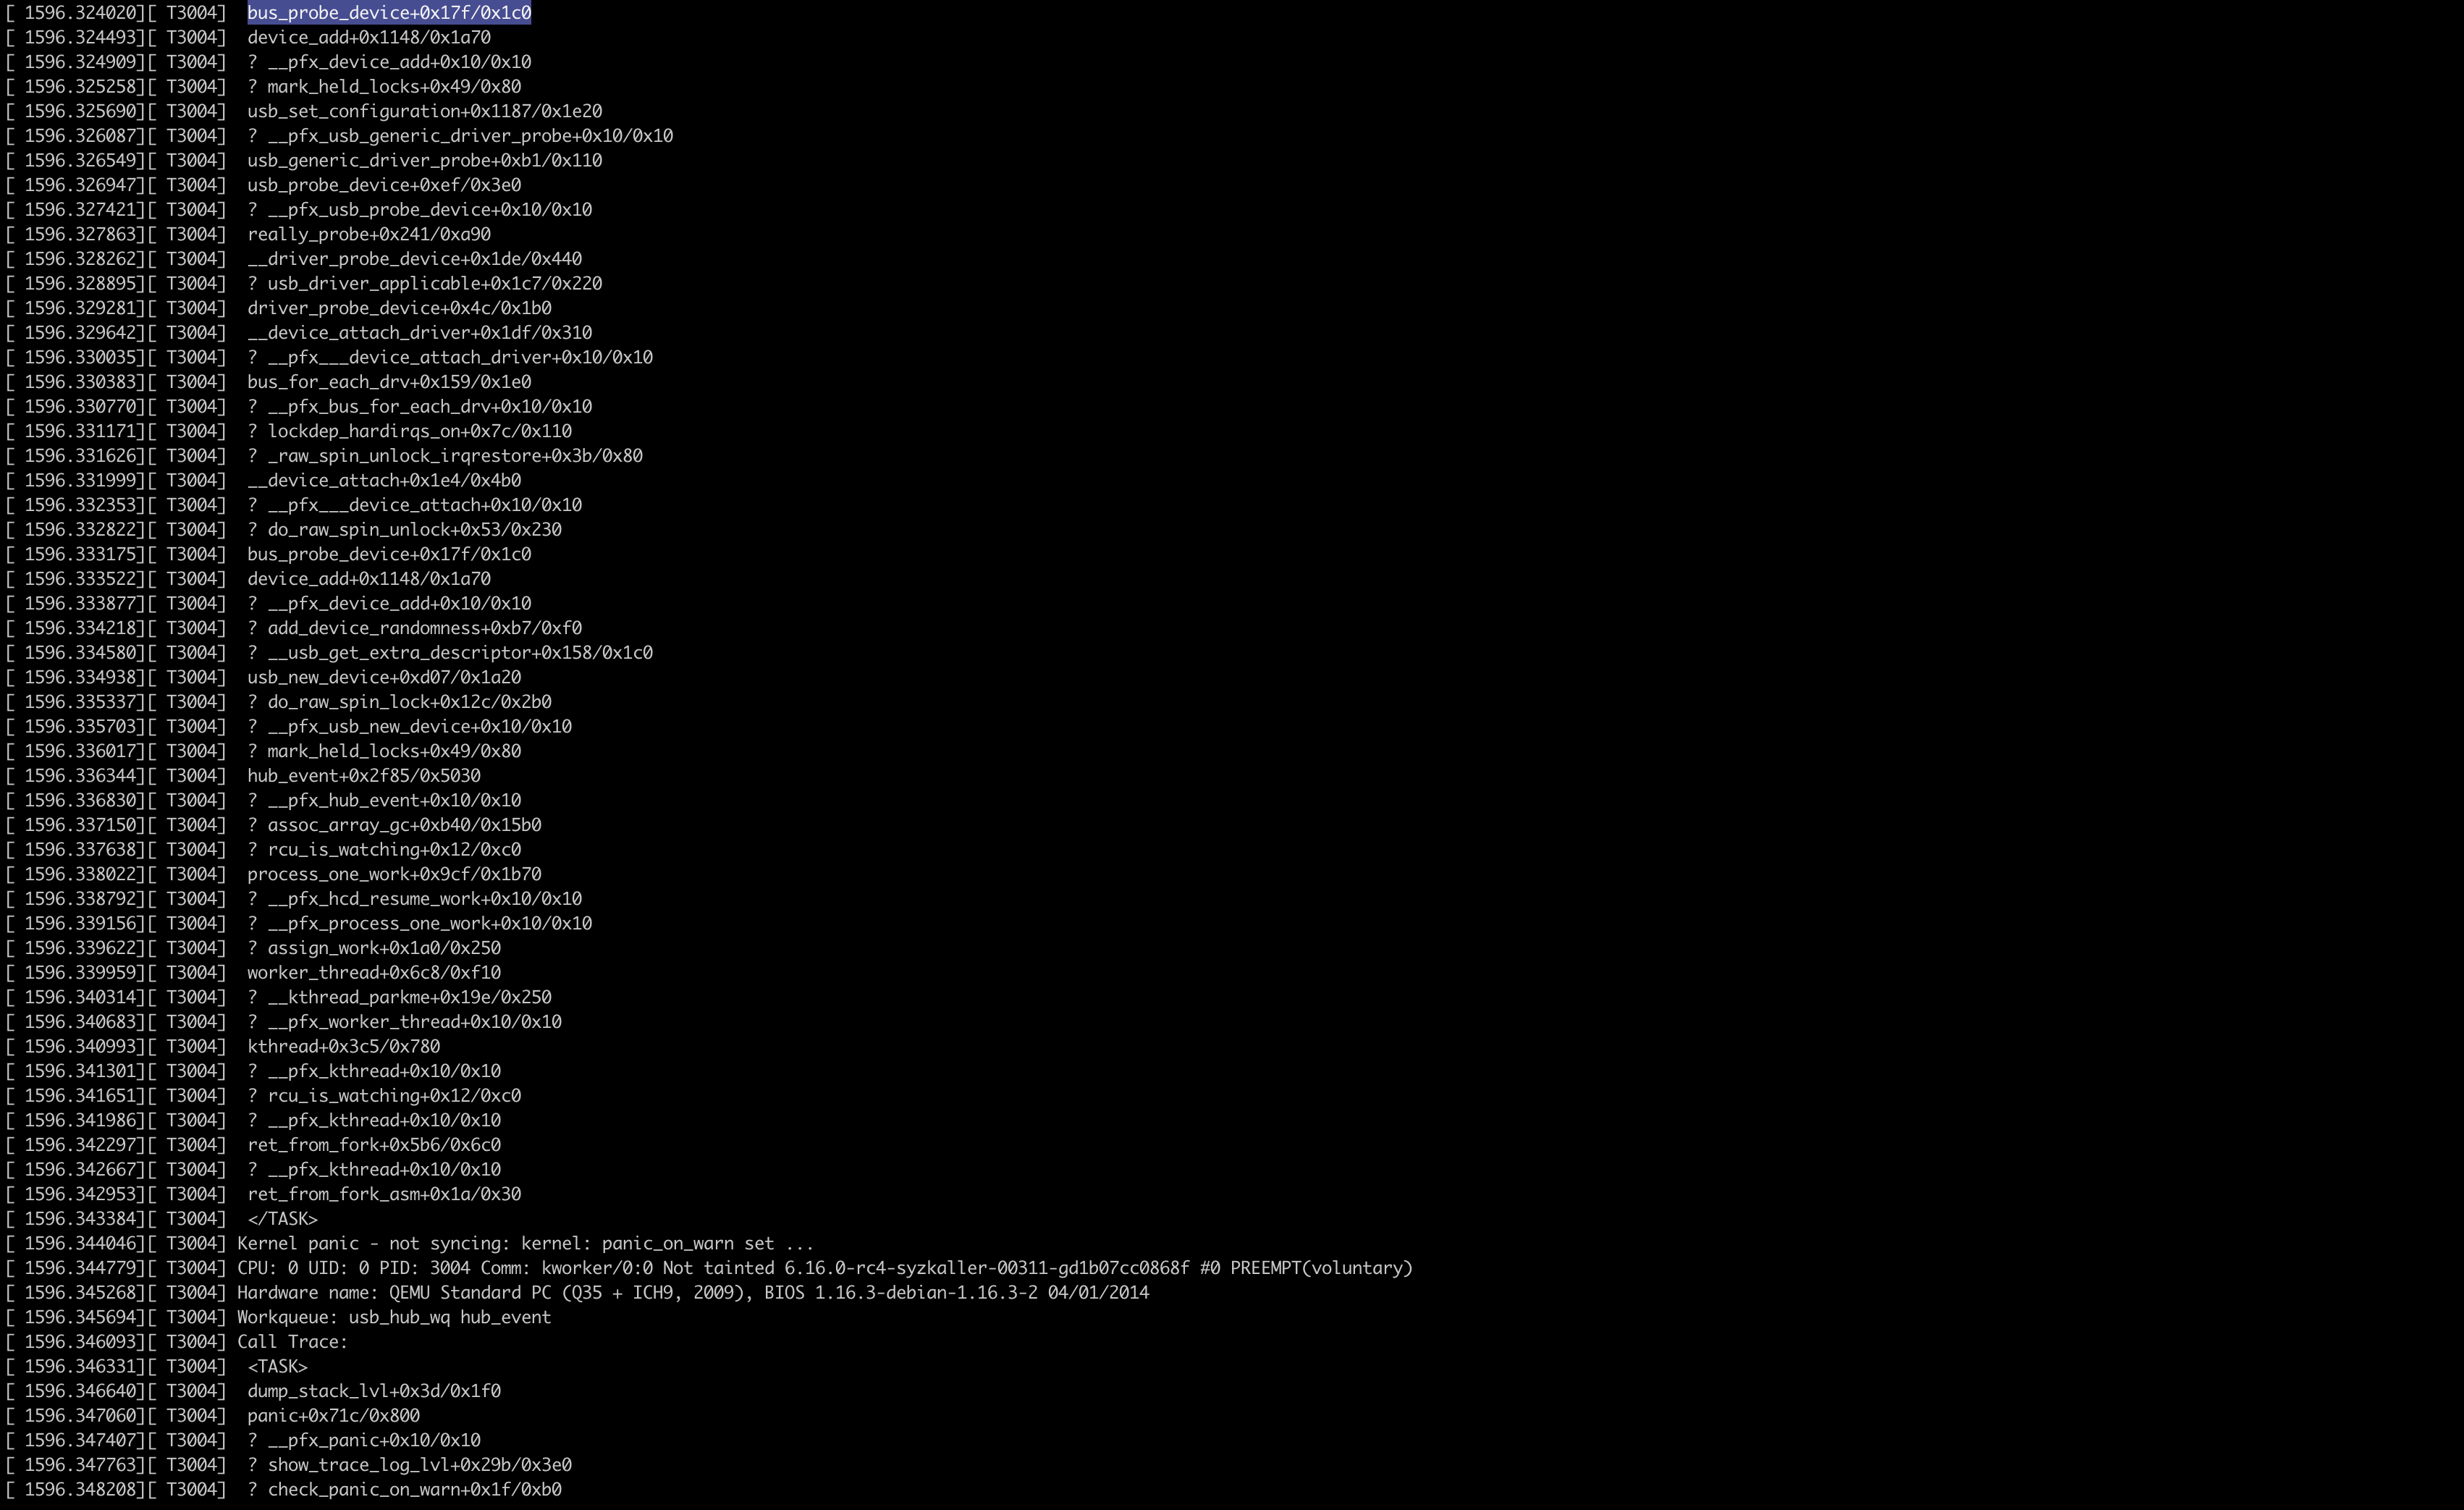 [ 1596.324020][ T3004]  bus_probe_device+0x17f/0x1c0
[ 1596.324493][ T3004]  device_add+0x1148/0x1a70
[ 1596.324909][ T3004]  ? __pfx_device_add+0x10/0x10
[ 1596.325258][ T3004]  ? mark_held_locks+0x49/0x80
[ 1596.325690][ T3004]  usb_set_configuration+0x1187/0x1e20
[ 1596.326087][ T3004]  ? __pfx_usb_generic_driver_probe+0x10/0x10
[ 1596.326549][ T3004]  usb_generic_driver_probe+0xb1/0x110
[ 1596.326947][ T3004]  usb_probe_device+0xef/0x3e0
[ 1596.327421][ T3004]  ? __pfx_usb_probe_device+0x10/0x10
[ 1596.327863][ T3004]  really_probe+0x241/0xa90
[ 1596.328262][ T3004]  __driver_probe_device+0x1de/0x440
[ 1596.328895][ T3004]  ? usb_driver_applicable+0x1c7/0x220
[ 1596.329281][ T3004]  driver_probe_device+0x4c/0x1b0
[ 1596.329642][ T3004]  __device_attach_driver+0x1df/0x310
[ 1596.330035][ T3004]  ? __pfx___device_attach_driver+0x10/0x10
[ 1596.330383][ T3004]  bus_for_each_drv+0x159/0x1e0
[ 1596.330770][ T3004]  ? __pfx_bus_for_each_drv+0x10/0x10
[ 1596.331171][ T3004]  ? lockdep_hardirqs_on+0x7c/0x110
[ 1596.331626][ T3004]  ? _raw_spin_unlock_irqrestore+0x3b/0x80
[ 1596.331999][ T3004]  __device_attach+0x1e4/0x4b0
[ 1596.332353][ T3004]  ? __pfx___device_attach+0x10/0x10
[ 1596.332822][ T3004]  ? do_raw_spin_unlock+0x53/0x230
[ 1596.333175][ T3004]  bus_probe_device+0x17f/0x1c0
[ 1596.333522][ T3004]  device_add+0x1148/0x1a70
[ 1596.333877][ T3004]  ? __pfx_device_add+0x10/0x10
[ 1596.334218][ T3004]  ? add_device_randomness+0xb7/0xf0
[ 1596.334580][ T3004]  ? __usb_get_extra_descriptor+0x158/0x1c0
[ 1596.334938][ T3004]  usb_new_device+0xd07/0x1a20
[ 1596.335337][ T3004]  ? do_raw_spin_lock+0x12c/0x2b0
[ 1596.335703][ T3004]  ? __pfx_usb_new_device+0x10/0x10
[ 1596.336017][ T3004]  ? mark_held_locks+0x49/0x80
[ 1596.336344][ T3004]  hub_event+0x2f85/0x5030
[ 1596.336830][ T3004]  ? __pfx_hub_event+0x10/0x10
[ 1596.337150][ T3004]  ? assoc_array_gc+0xb40/0x15b0
[ 1596.337638][ T3004]  ? rcu_is_watching+0x12/0xc0
[ 1596.338022][ T3004]  process_one_work+0x9cf/0x1b70
[ 1596.338792][ T3004]  ? __pfx_hcd_resume_work+0x10/0x10
[ 1596.339156][ T3004]  ? __pfx_process_one_work+0x10/0x10
[ 1596.339622][ T3004]  ? assign_work+0x1a0/0x250
[ 1596.339959][ T3004]  worker_thread+0x6c8/0xf10
[ 1596.340314][ T3004]  ? __kthread_parkme+0x19e/0x250
[ 1596.340683][ T3004]  ? __pfx_worker_thread+0x10/0x10
[ 1596.340993][ T3004]  kthread+0x3c5/0x780
[ 1596.341301][ T3004]  ? __pfx_kthread+0x10/0x10
[ 1596.341651][ T3004]  ? rcu_is_watching+0x12/0xc0
[ 1596.341986][ T3004]  ? __pfx_kthread+0x10/0x10
[ 1596.342297][ T3004]  ret_from_fork+0x5b6/0x6c0
[ 1596.342667][ T3004]  ? __pfx_kthread+0x10/0x10
[ 1596.342953][ T3004]  ret_from_fork_asm+0x1a/0x30
[ 1596.343384][ T3004]  </TASK>
[ 1596.344046][ T3004] Kernel panic - not syncing: kernel: panic_on_warn set ...
[ 1596.344779][ T3004] CPU: 0 UID: 0 PID: 3004 Comm: kworker/0:0 Not tainted 6.16.0-rc4-syzkaller-00311-gd1b07cc0868f #0 PREEMPT(voluntary)
[ 1596.345268][ T3004] Hardware name: QEMU Standard PC (Q35 + ICH9, 2009), BIOS 1.16.3-debian-1.16.3-2 04/01/2014
[ 1596.345694][ T3004] Workqueue: usb_hub_wq hub_event
[ 1596.346093][ T3004] Call Trace:
[ 1596.346331][ T3004]  <TASK>
[ 1596.346640][ T3004]  dump_stack_lvl+0x3d/0x1f0
[ 1596.347060][ T3004]  panic+0x71c/0x800
[ 1596.347407][ T3004]  ? __pfx_panic+0x10/0x10
[ 1596.347763][ T3004]  ? show_trace_log_lvl+0x29b/0x3e0
[ 1596.348208][ T3004]  ? check_panic_on_warn+0x1f/0xb0